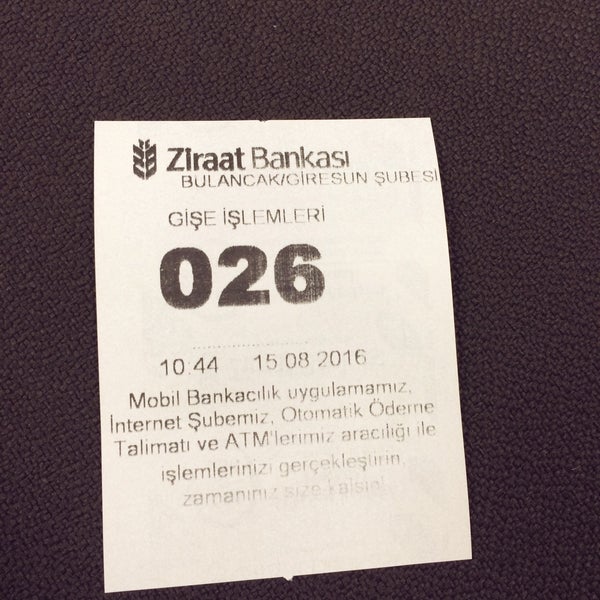 Ziraat Bankası
BULANCAK/GİRESUN ŞUBESİ
GİŞE İŞLEMLERİ
026
10:44 15.08.2016
Mobil Bankacılık uygulamamız,
İnternet Şubemiz, Otomatik Ödeme
Talimatı ve ATM'lerimiz aracılığı ile
işlemlerinizi gerçekleştirin,
zamanınız size kalsın!